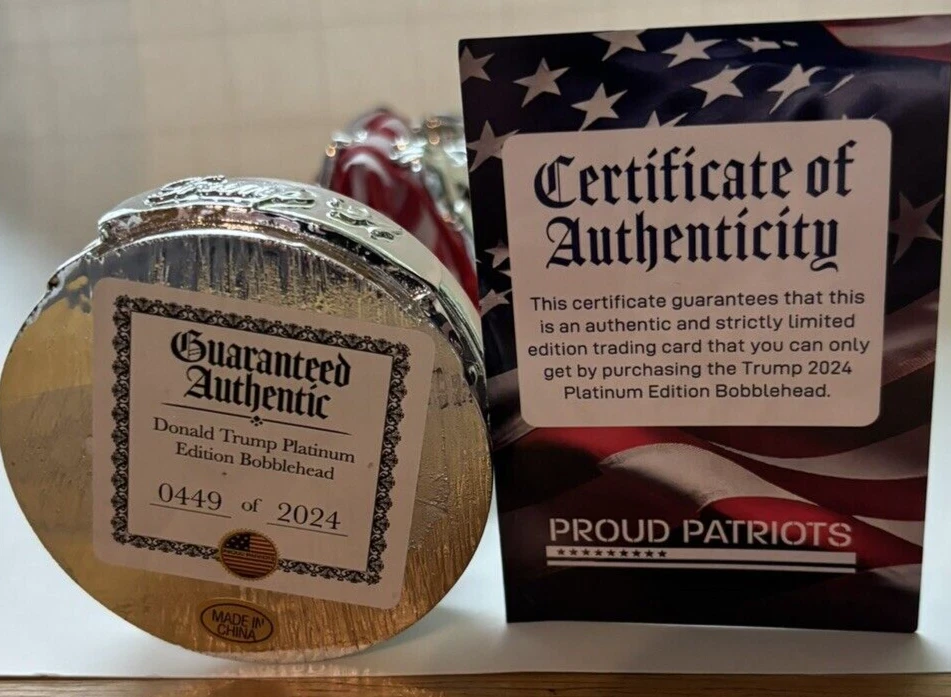 Guaranteed
Authentic
Donald Trump Platinum
Edition Bobblehead
0449 of 2024
MADE IN
CHINA
Certificate of
Authenticity
This certificate guarantees that this
is an authentic and strictly limited
edition trading card that you can only
get by purchasing the Trump 2024
Platinum Edition Bobblehead.
PROUD PATRIOTS